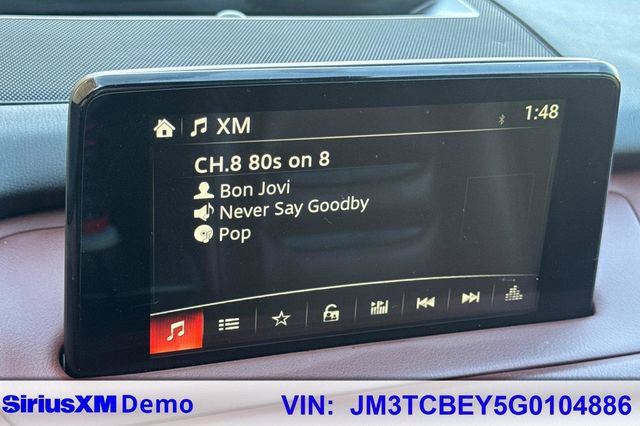 XM
1:48
CH.8 80s on 8
Bon Jovi
Never Say Goodby
Pop
SiriusXM Demo VIN: JM3TCBEY5G0104886